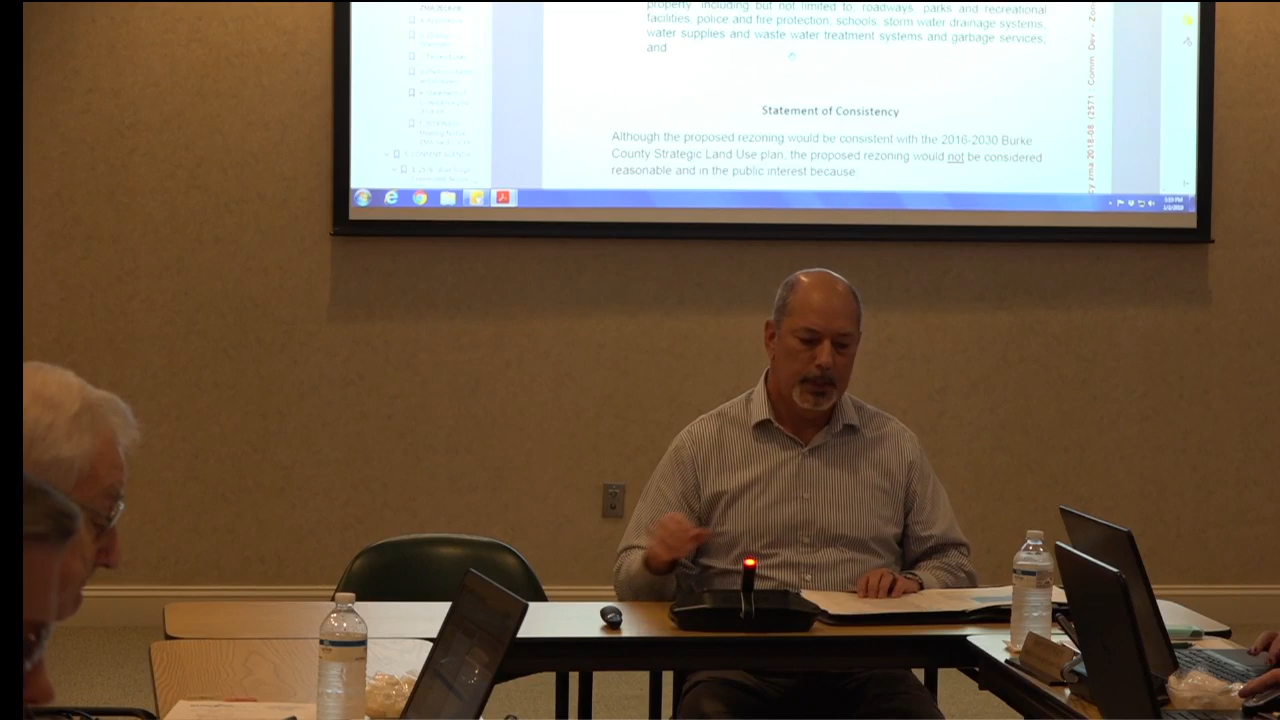 property including but not limited to, roadways, parks and recreational
facilities, police and fire protection, schools, storm water drainage systems,
water supplies and waste water treatment systems and garbage services,
and
Statement of Consistency
Although the proposed rezoning would be consistent with the 2016-2030 Burke
County Strategic Land Use plan, the proposed rezoning would not be considered
reasonable and in the public interest because